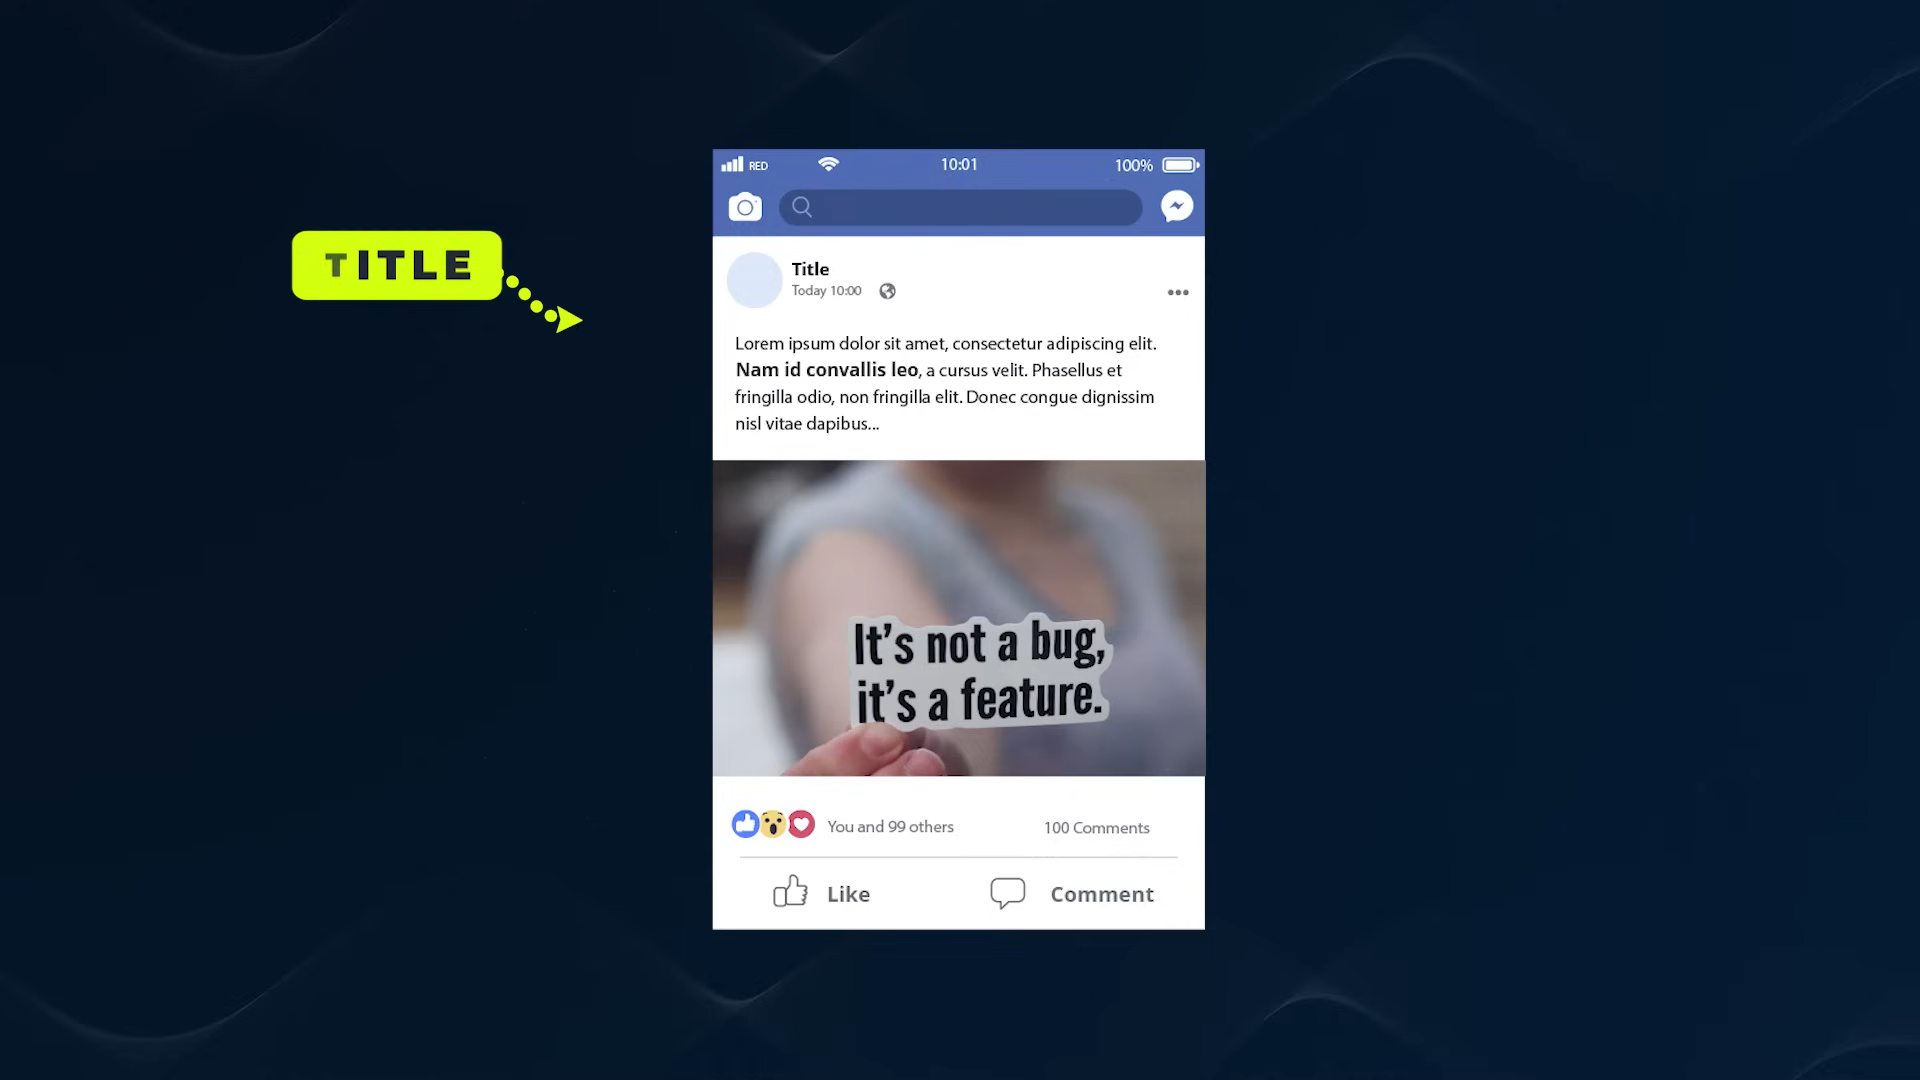 RED
10:01
100%
TITLE
Title
Today 10:00
Lorem ipsum dolor sit amet, consectetur adipiscing elit.
Nam id convallis leo, a cursus velit. Phasellus et
fringilla odio, non fringilla elit. Donec congue dignissim
nisl vitae dapibus...
It's not a bug,
it's a feature.
You and 99 others
100 Comments
Like
Comment